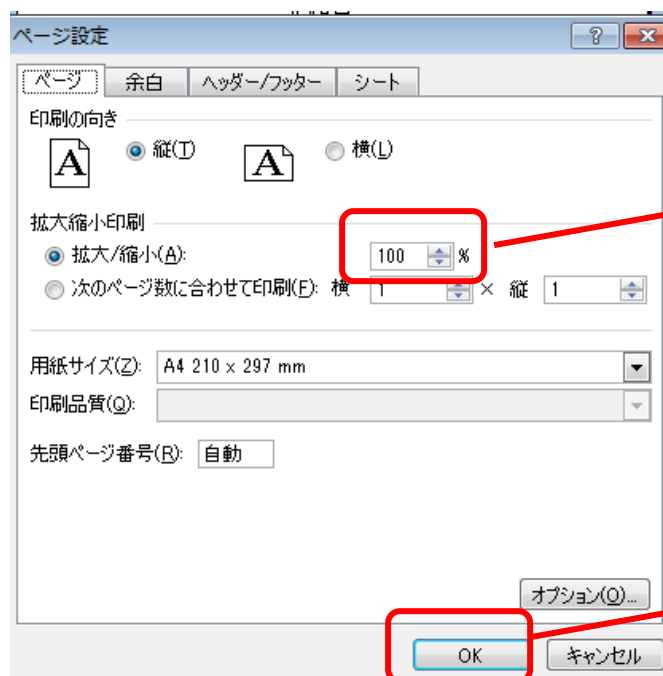 ページ設定
ページ 余白 ヘッダー/フッター シート
印刷の向き
A 縦(T) A 横(L)
拡大縮小印刷
拡大/縮小(A): 100 %
次のページ数に合わせて印刷(F): 横 1 × 縦 1
用紙サイズ(Z): A4 210 x 297 mm
印刷品質(Q):
先頭ページ番号(R): 自動
オプション(O)...
OK キャンセル